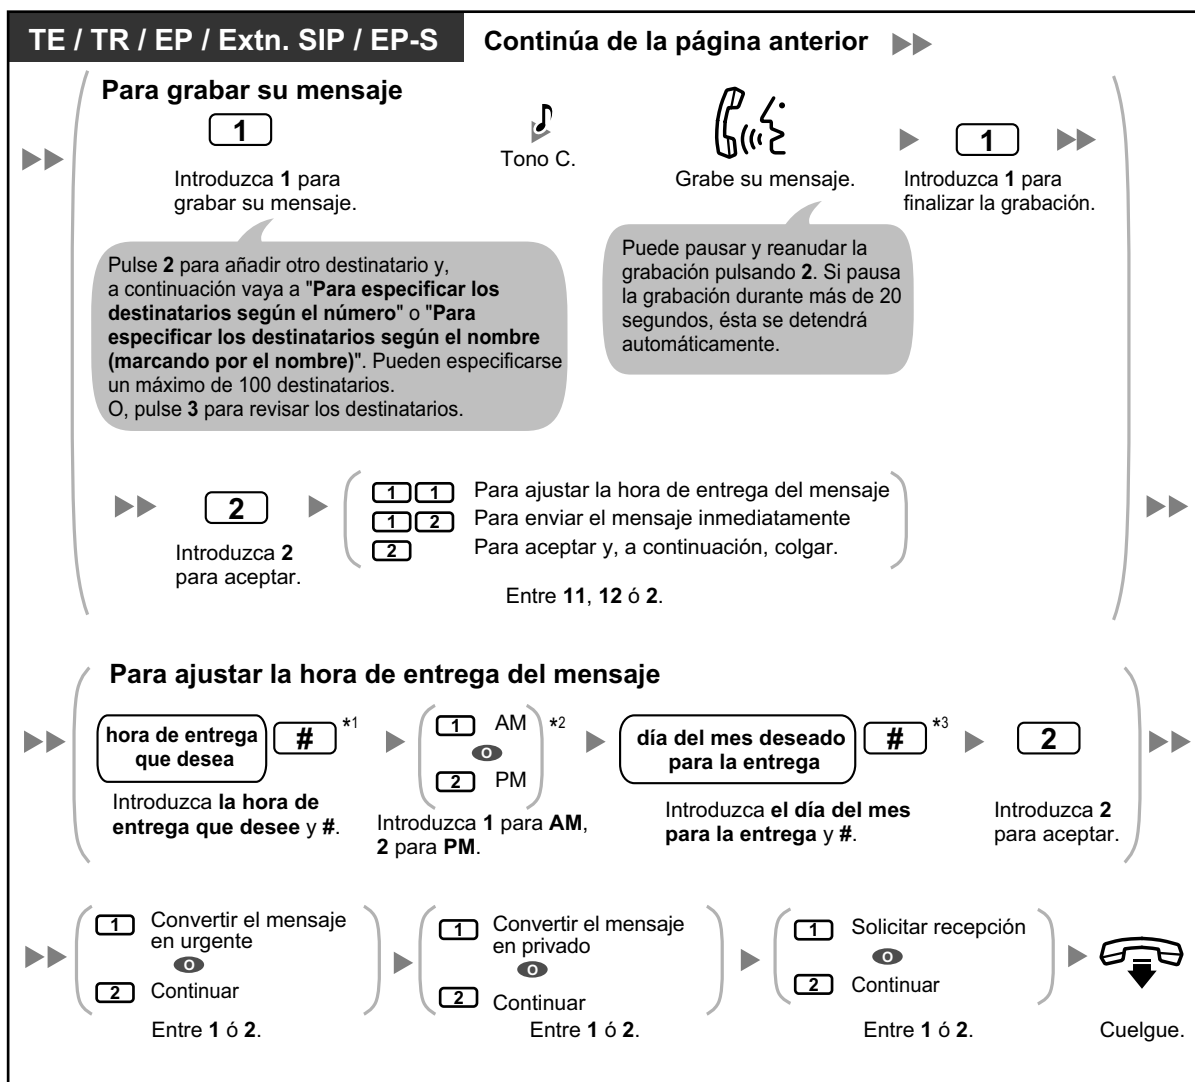 TE / TR / EP / Extn. SIP / EP-S
Continúa de la página anterior
Para grabar su mensaje
1
Introduzca 1 para
grabar su mensaje.
Tono C.
Grabe su mensaje.
1
Introduzca 1 para
finalizar la grabación.
Pulse 2 para añadir otro destinatario y,
a continuación vaya a "Para especificar los
destinatarios según el número" o "Para
especificar los destinatarios según el nombre
(marcando por el nombre)". Pueden especificarse
un máximo de 100 destinatarios.
O, pulse 3 para revisar los destinatarios.
Puede pausar y reanudar la
grabación pulsando 2. Si pausa
la grabación durante más de 20
segundos, ésta se detendrá
automáticamente.
2
Introduzca 2
para aceptar.
1 1 Para ajustar la hora de entrega del mensaje
1 2 Para enviar el mensaje inmediatamente
2 Para aceptar y, a continuación, colgar.
Entre 11, 12 ó 2.
Para ajustar la hora de entrega del mensaje
hora de entrega
que desea
# *1
Introduzca la hora de
entrega que desee y #.
1 AM
O
2 PM
*2
Introduzca 1 para AM,
2 para PM.
día del mes deseado
para la entrega
# *3
Introduzca el día del mes
para la entrega y #.
2
Introduzca 2
para aceptar.
1 Convertir el mensaje
en urgente
O
2 Continuar
Entre 1 ó 2.
1 Convertir el mensaje
en privado
O
2 Continuar
Entre 1 ó 2.
1 Solicitar recepción
O
2 Continuar
Entre 1 ó 2.
Cuelgue.